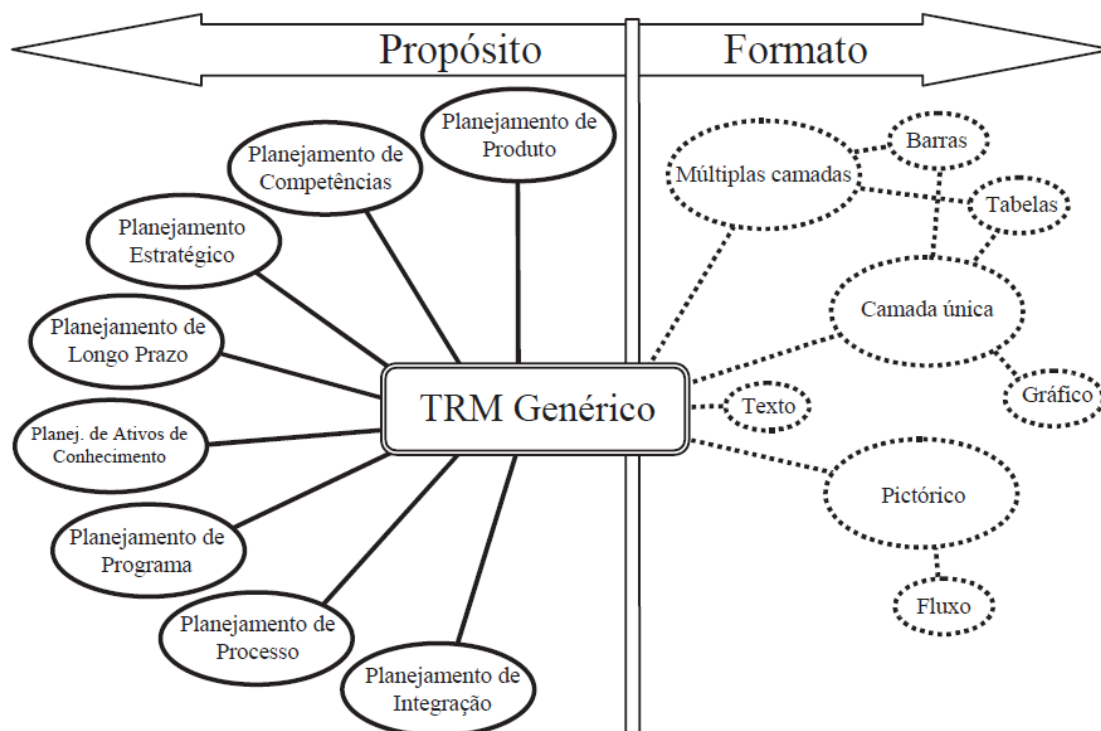 Propósito
Formato
Planejamento de
Produto
Planejamento de
Competências
Planejamento
Estratégico
Planejamento de
Longo Prazo
Planej. de Ativos de
Conhecimento
Planejamento de
Programa
Planejamento de
Processo
Planejamento de
Integração
TRM Genérico
Múltiplas camadas
Barras
Tabelas
Camada única
Gráfico
Texto
Pictórico
Fluxo